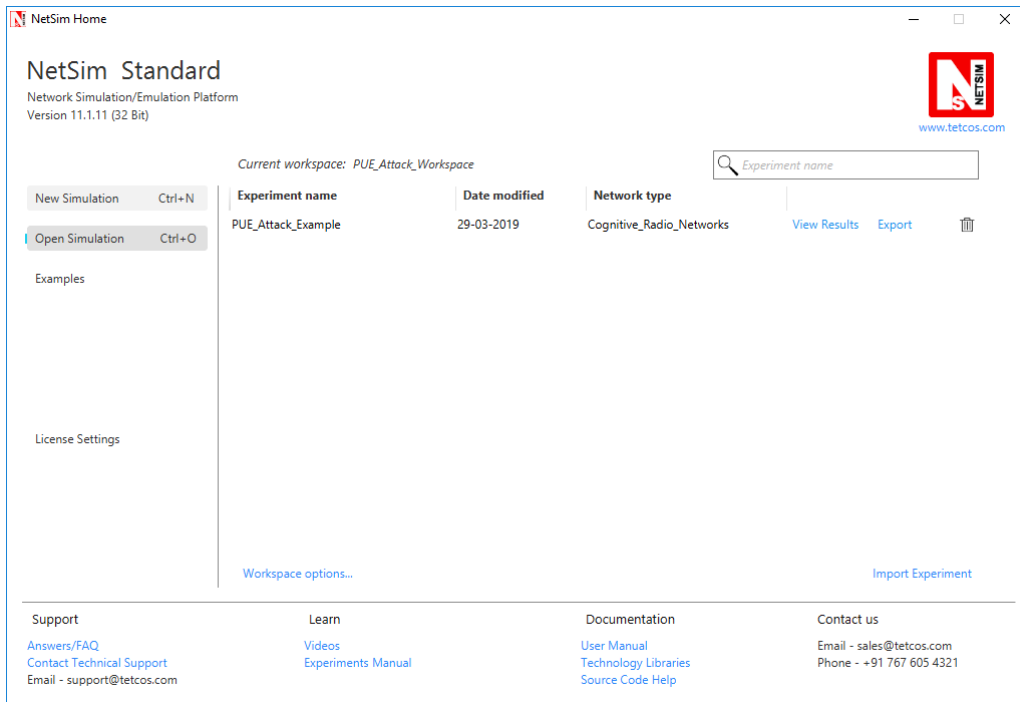 NetSim Home
NetSim Standard
Network Simulation/Emulation Platform
Version 11.1.11 (32 Bit)
NETSIM
www.tetcos.com
Current workspace: PUE_Attack_Workspace
Experiment name
New Simulation Ctrl+N
Open Simulation Ctrl+O
Examples
License Settings
Experiment name Date modified Network type
PUE_Attack_Example 29-03-2019 Cognitive_Radio_Networks View Results Export
Workspace options... Import Experiment
Support
Answers/FAQ
Contact Technical Support
Email - support@tetcos.com
Learn
Videos
Experiments Manual
Documentation
User Manual
Technology Libraries
Source Code Help
Contact us
Email - sales@tetcos.com
Phone - +91 767 605 4321